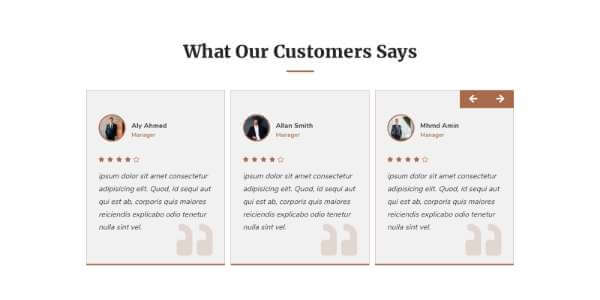 What Our Customers Says
Aly Ahmed
Manager
ipsum dolor sit amet consectetur
adipisicing elit. Quod, id sequi aut
qui est ab, corporis quis maiores
reiciendis explicabo odio tenetur
nulla sint vel.
Allan Smith
Manager
ipsum dolor sit amet consectetur
adipisicing elit. Quod, id sequi aut
qui est ab, corporis quis maiores
reiciendis explicabo odio tenetur
nulla sint vel.
Mhmd Amin
Manager
ipsum dolor sit amet consectetur
adipisicing elit. Quod, id sequi aut
qui est ab, corporis quis maiores
reiciendis explicabo odio tenetur
nulla sint vel.